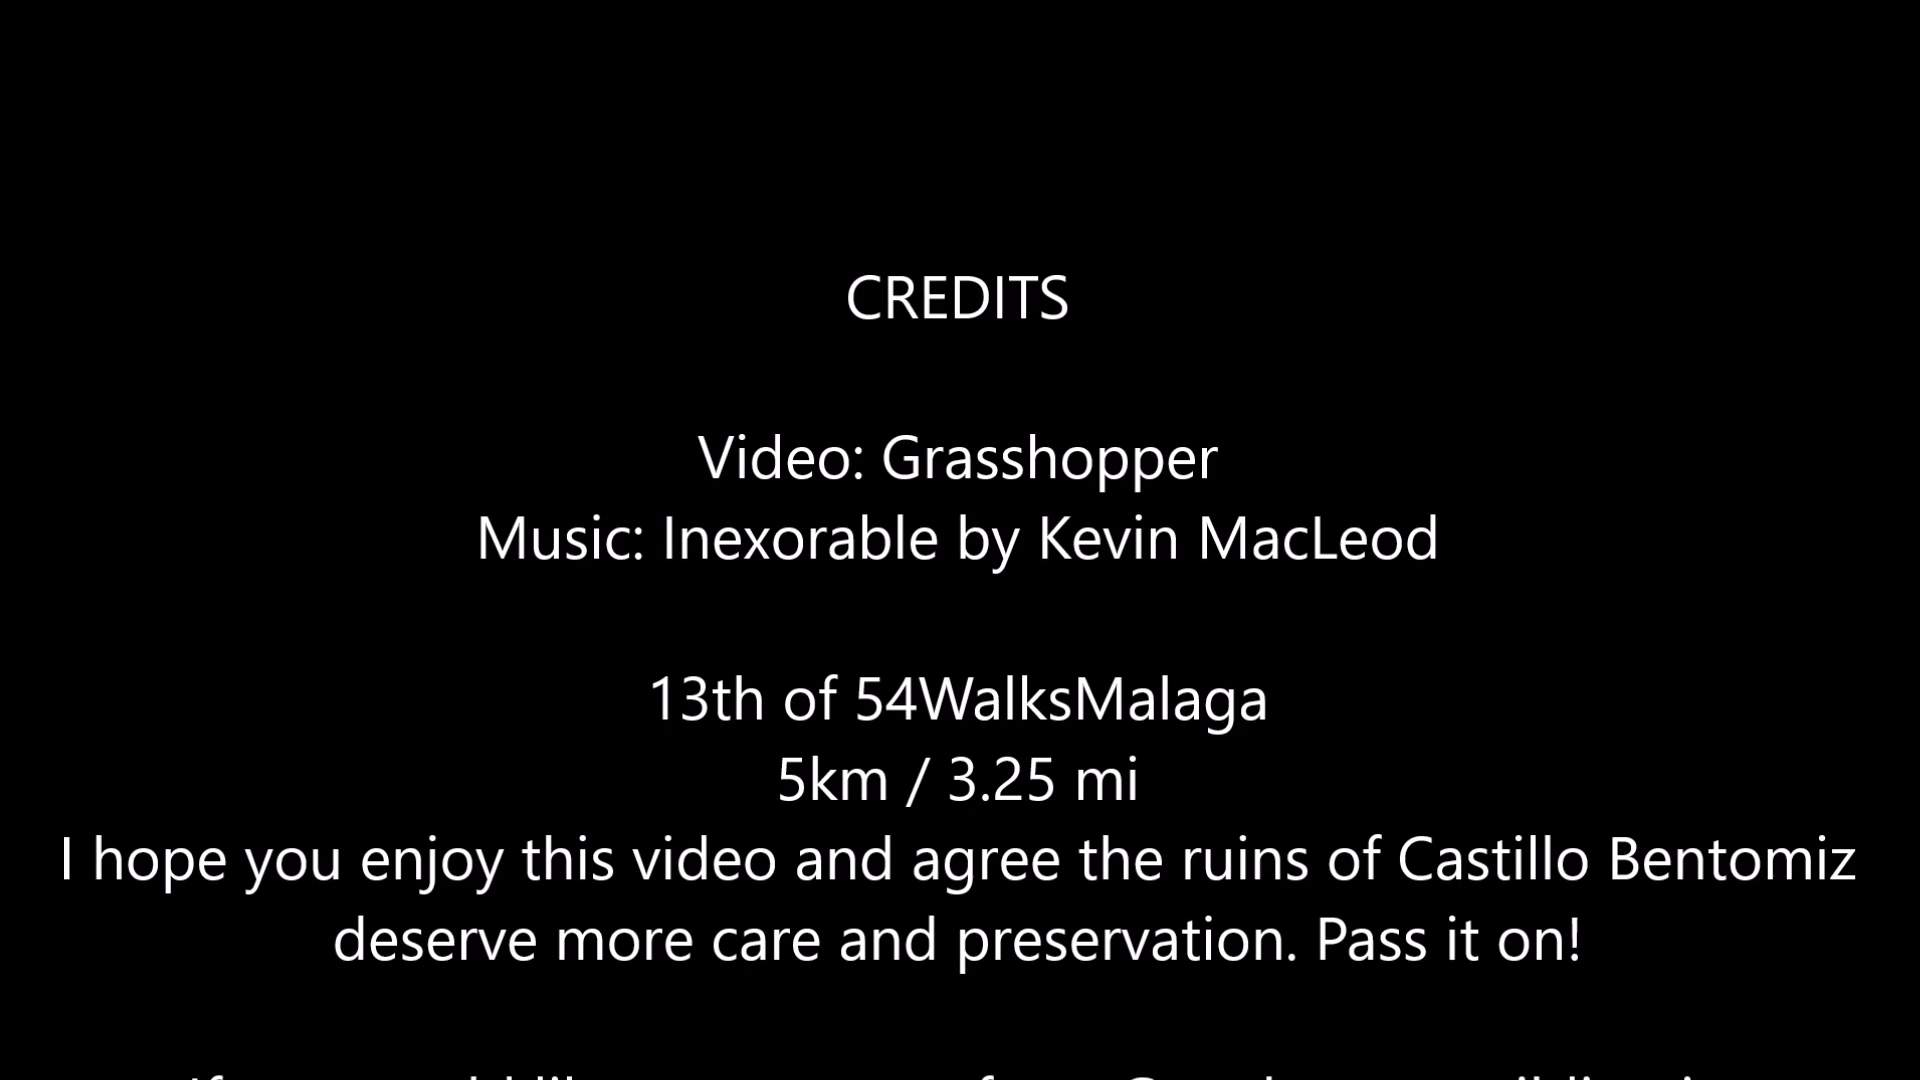 CREDITS
Video: Grasshopper
Music: Inexorable by Kevin MacLeod
13th of 54WalksMalaga
5km / 3.25 mi
I hope you enjoy this video and agree the ruins of Castillo Bentomiz
deserve more care and preservation. Pass it on!